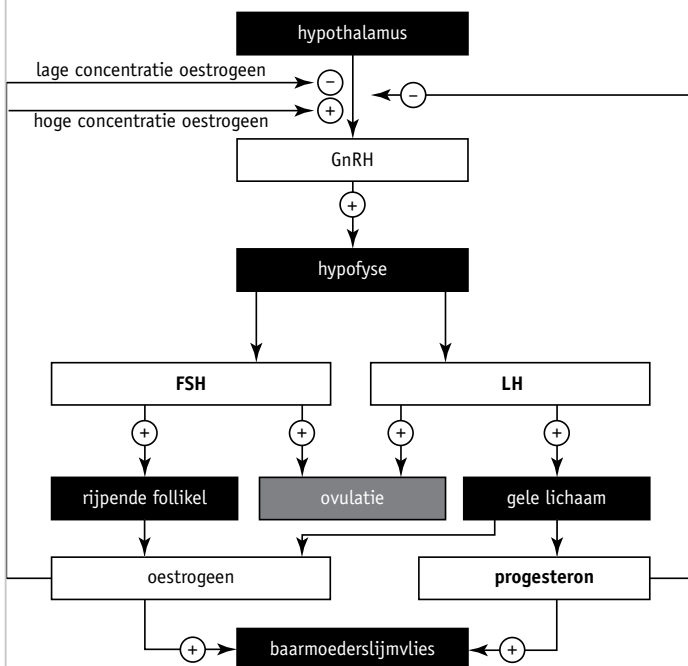 hypothalamus
lage concentratie oestrogeen
−
−
+
hoge concentratie oestrogeen
GnRH
+
hypofyse
FSH
LH
+
+
+
+
rijpende follikel
ovulatie
gele lichaam
oestrogeen
progesteron
+
baarmoederslijmvlies
+